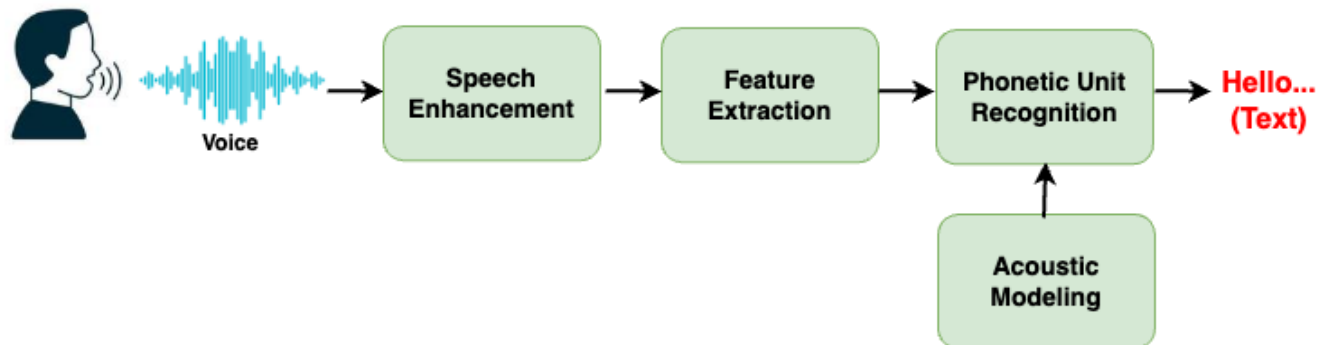 Voice
Speech
Enhancement
Feature
Extraction
Phonetic Unit
Recognition
Hello...
(Text)
Acoustic
Modeling